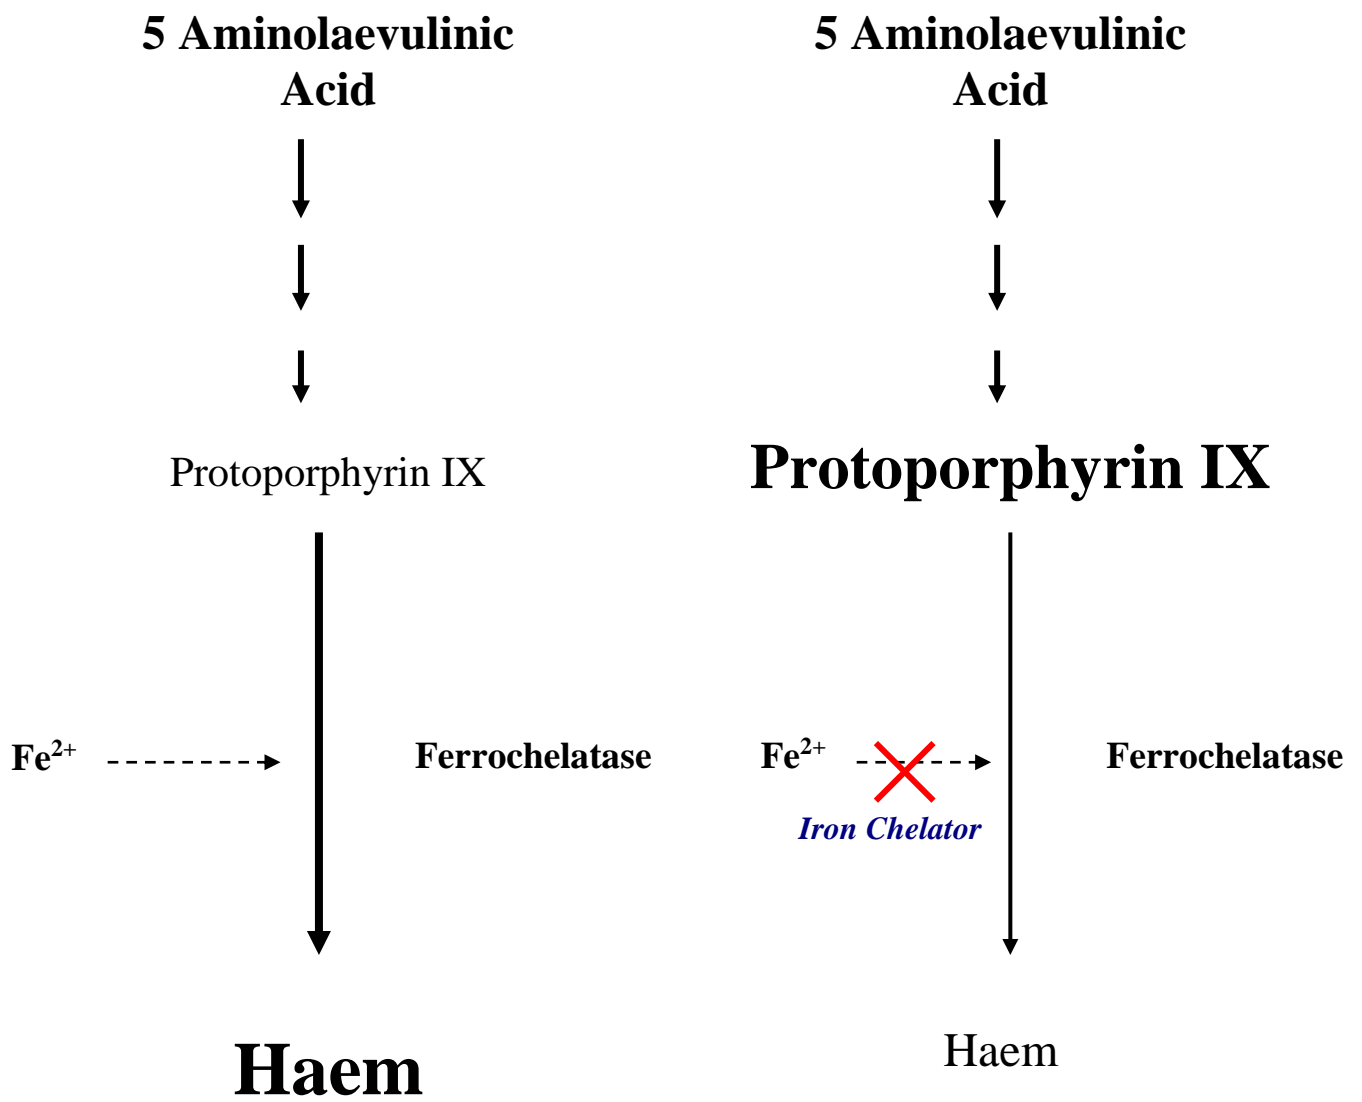 5 Aminolaevulinic
Acid
Protoporphyrin IX
Fe²⁺
Ferrochelatase
Haem
5 Aminolaevulinic
Acid
Protoporphyrin IX
Fe²⁺
Iron Chelator
Ferrochelatase
Haem